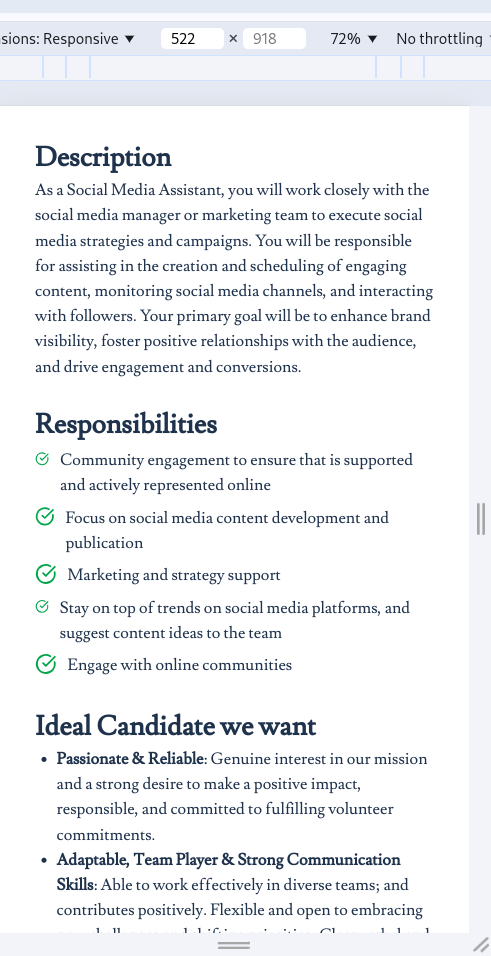 sions: Responsive ▼ 522 × 918 72% ▼ No throttling
Description
As a Social Media Assistant, you will work closely with the
social media manager or marketing team to execute social
media strategies and campaigns. You will be responsible
for assisting in the creation and scheduling of engaging
content, monitoring social media channels, and interacting
with followers. Your primary goal will be to enhance brand
visibility, foster positive relationships with the audience,
and drive engagement and conversions.
Responsibilities
Community engagement to ensure that is supported
and actively represented online
Focus on social media content development and
publication
Marketing and strategy support
Stay on top of trends on social media platforms, and
suggest content ideas to the team
Engage with online communities
Ideal Candidate we want
• Passionate & Reliable: Genuine interest in our mission
and a strong desire to make a positive impact,
responsible, and committed to fulfilling volunteer
commitments.
• Adaptable, Team Player & Strong Communication
Skills: Able to work effectively in diverse teams; and
contributes positively. Flexible and open to embracing